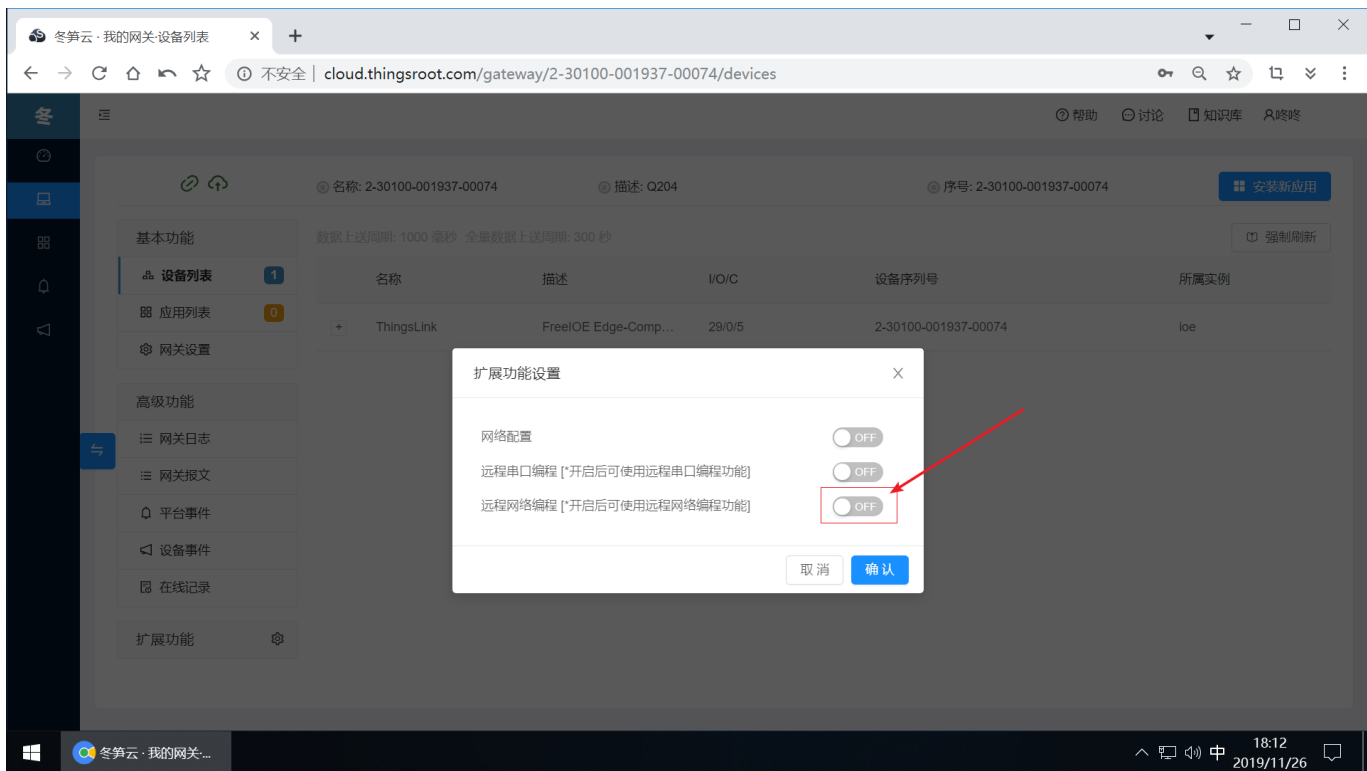 冬笋云 · 我的网关·设备列表
不安全 | cloud.thingsroot.com/gateway/2-30100-001937-00074/devices
冬
帮助 讨论 知识库 咚咚
名称: 2-30100-001937-00074 描述: Q204 序号: 2-30100-001937-00074 安装新应用
基本功能 数据上送周期: 1000 毫秒 全量数据上送周期: 300 秒 强制刷新
设备列表 1 名称 描述 I/O/C 设备序列号 所属实例
应用列表 0
ThingsLink FreeIOE Edge-Comp... 29/0/5 2-30100-001937-00074 ioe
网关设置
扩展功能设置
高级功能
网关日志 网络配置 OFF
网关报文 远程串口编程 [*开启后可使用远程串口编程功能] OFF
远程网络编程 [*开启后可使用远程网络编程功能] OFF
平台事件
设备事件
取 消 确 认
在线记录
扩展功能
冬笋云 · 我的网关·...
中 18:12
2019/11/26